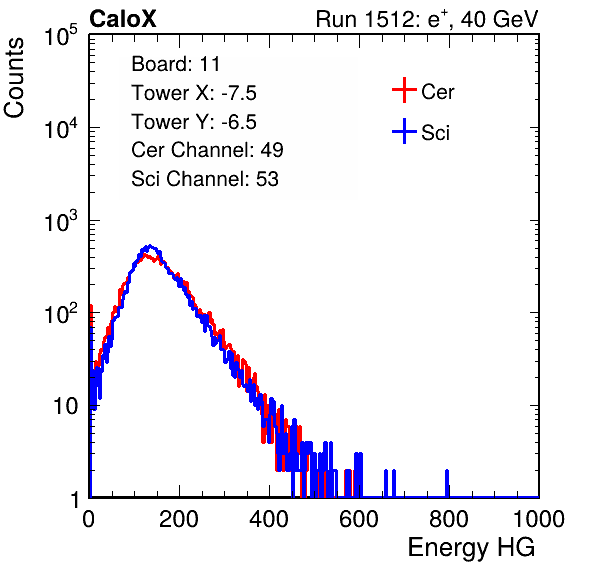 CaloX Run 1512: e⁺, 40 GeV
Board: 11
Tower X: -7.5
Tower Y: -6.5
Cer Channel: 49
Sci Channel: 53
Cer
Sci
Counts
10⁵
10⁴
10³
10²
10
1
0 200 400 600 800 1000
Energy HG